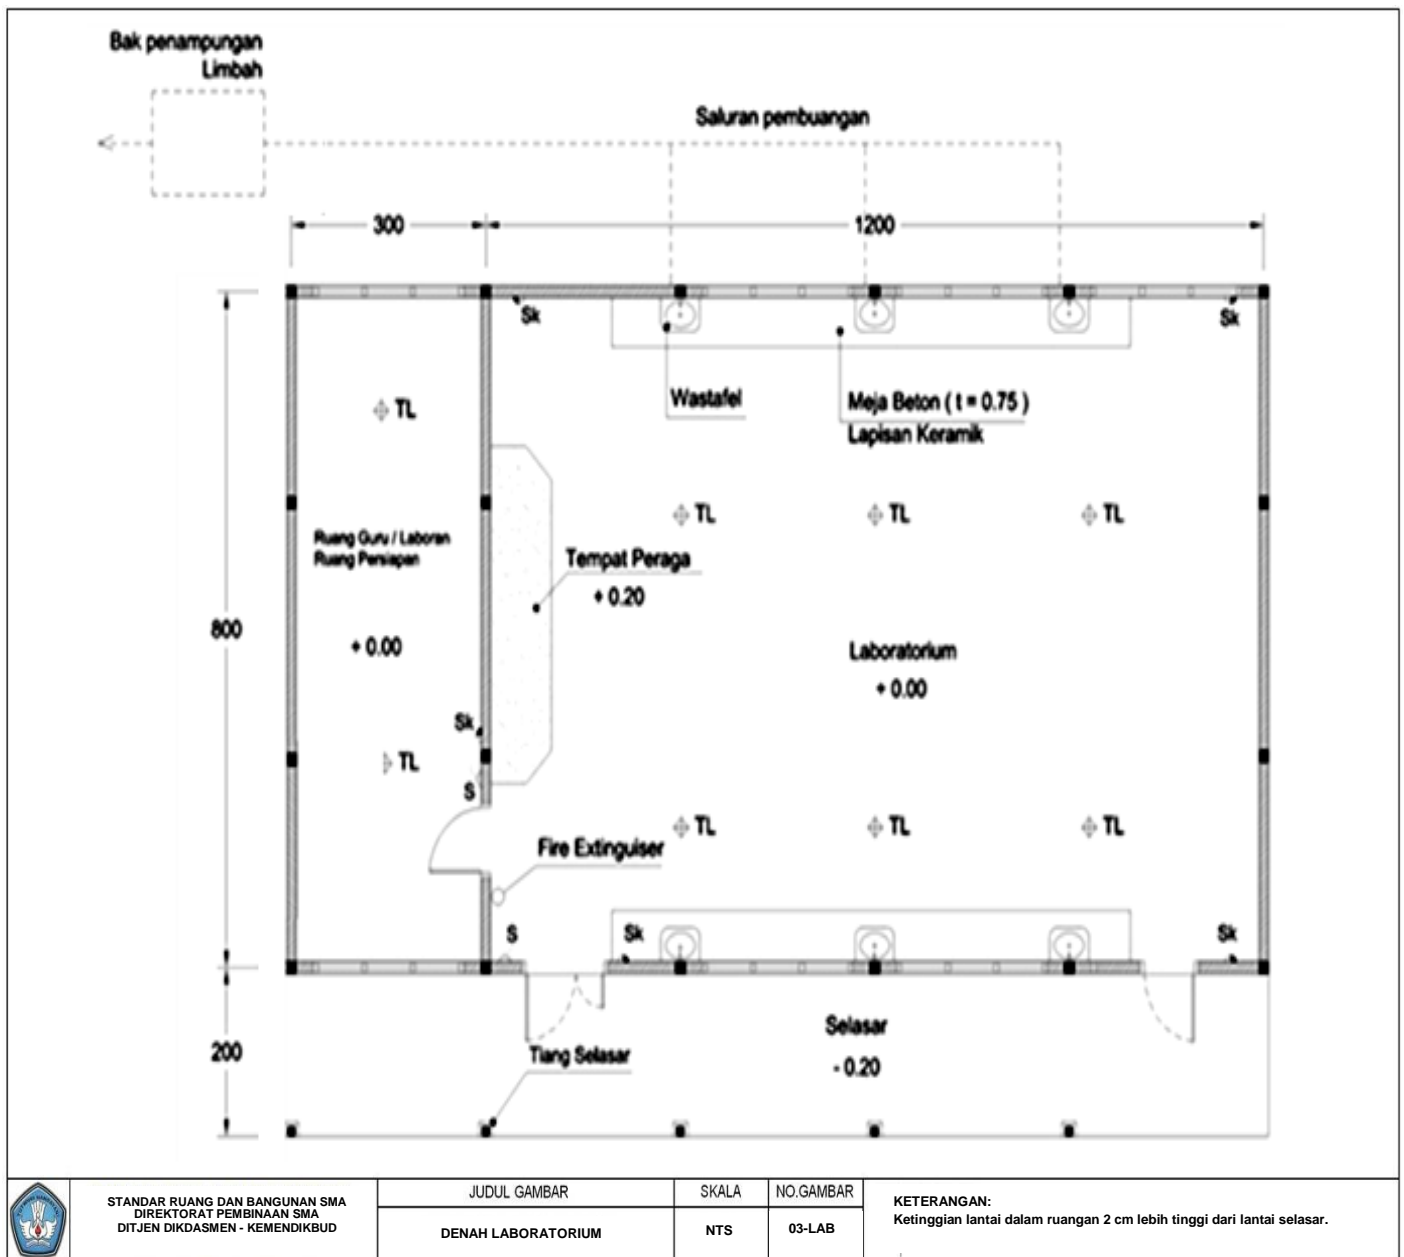 Bak penampungan
Limbah
Saluran pembuangan
300
1200
Sk
Sk
Wastafel
Meja Beton ( t = 0.75 )
Lapisan Keramik
TL
TL
TL
TL
Ruang Guru / Laboran
Ruang Persiapan
Tempat Peraga
+ 0.20
800
+ 0.00
Laboratorium
+ 0.00
Sk
TL
S
TL
TL
TL
Fire Extinguiser
S
Sk
Sk
Selasar
- 0.20
200
Tiang Selasar
STANDAR RUANG DAN BANGUNAN SMA
DIREKTORAT PEMBINAAN SMA
DITJEN DIKDASMEN - KEMENDIKBUD
JUDUL GAMBAR
DENAH LABORATORIUM
SKALA
NTS
NO.GAMBAR
03-LAB
KETERANGAN:
Ketinggian lantai dalam ruangan 2 cm lebih tinggi dari lantai selasar.